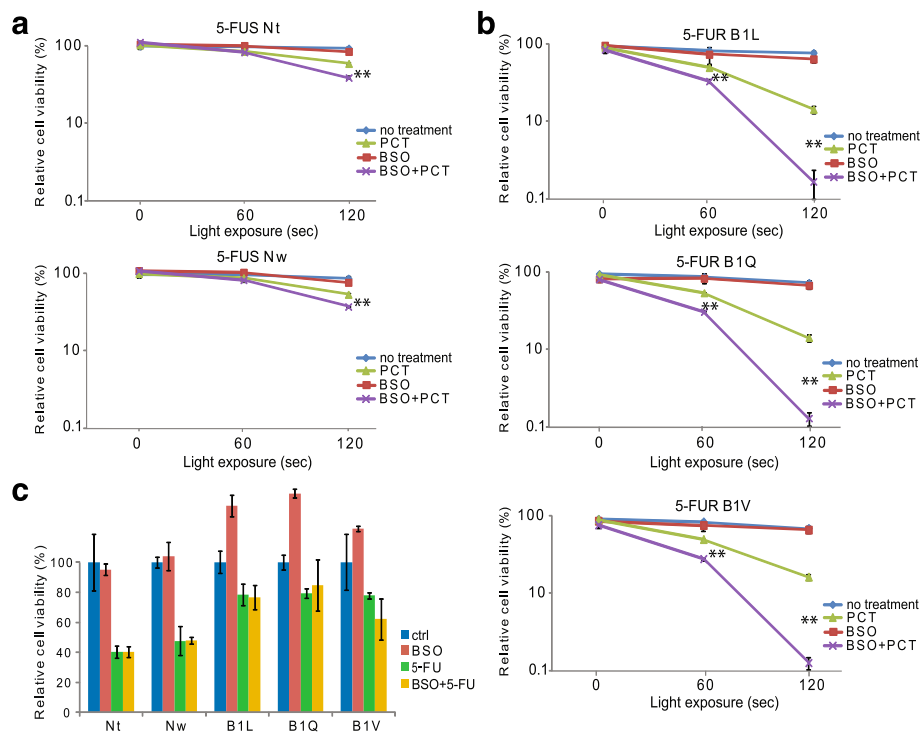 a
5-FUS Nt
Relative cell viability (%)
100
10
0.1
0
60
120
**
no treatment
PCT
BSO
BSO+PCT
Light exposure (sec)
5-FUS Nw
Relative cell viability (%)
100
10
0.1
0
60
120
**
no treatment
PCT
BSO
BSO+PCT
Light exposure (sec)
b
5-FUR B1L
Relative cell viability (%)
100
10
0.1
0
60
120
**
**
no treatment
PCT
BSO
BSO+PCT
Light exposure (sec)
5-FUR B1Q
Relative cell viability (%)
100
10
0.1
0
60
120
**
**
no treatment
PCT
BSO
BSO+PCT
Light exposure (sec)
5-FUR B1V
Relative cell viability (%)
100
10
0.1
0
60
120
**
**
no treatment
PCT
BSO
BSO+PCT
Light exposure (sec)
c
Relative cell viability (%)
100
80
60
40
20
0
Nt
Nw
B1L
B1Q
B1V
ctrl
BSO
5-FU
BSO+5-FU